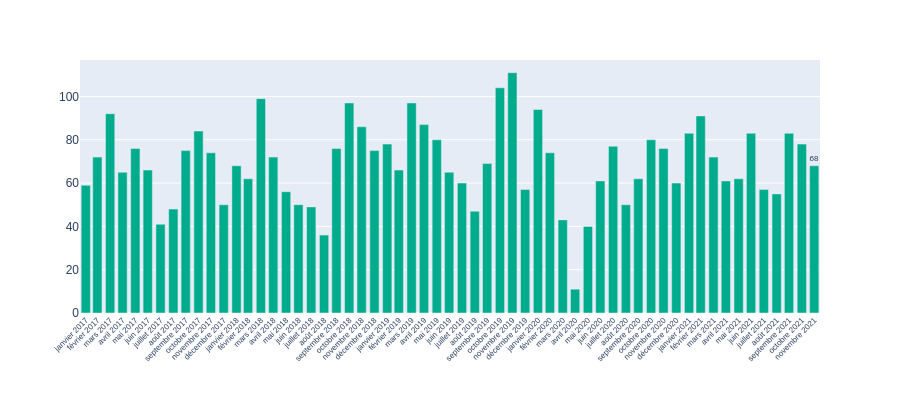 100
80
60
40
20
0
68
janvier 2017
février 2017
mars 2017
avril 2017
mai 2017
juin 2017
juillet 2017
août 2017
septembre 2017
octobre 2017
novembre 2017
décembre 2017
janvier 2018
février 2018
mars 2018
avril 2018
mai 2018
juin 2018
juillet 2018
août 2018
septembre 2018
octobre 2018
novembre 2018
décembre 2018
janvier 2019
février 2019
mars 2019
avril 2019
mai 2019
juin 2019
juillet 2019
août 2019
septembre 2019
octobre 2019
novembre 2019
décembre 2019
janvier 2020
février 2020
mars 2020
avril 2020
mai 2020
juin 2020
juillet 2020
août 2020
septembre 2020
octobre 2020
novembre 2020
décembre 2020
janvier 2021
février 2021
mars 2021
avril 2021
mai 2021
juin 2021
juillet 2021
août 2021
septembre 2021
octobre 2021
novembre 2021